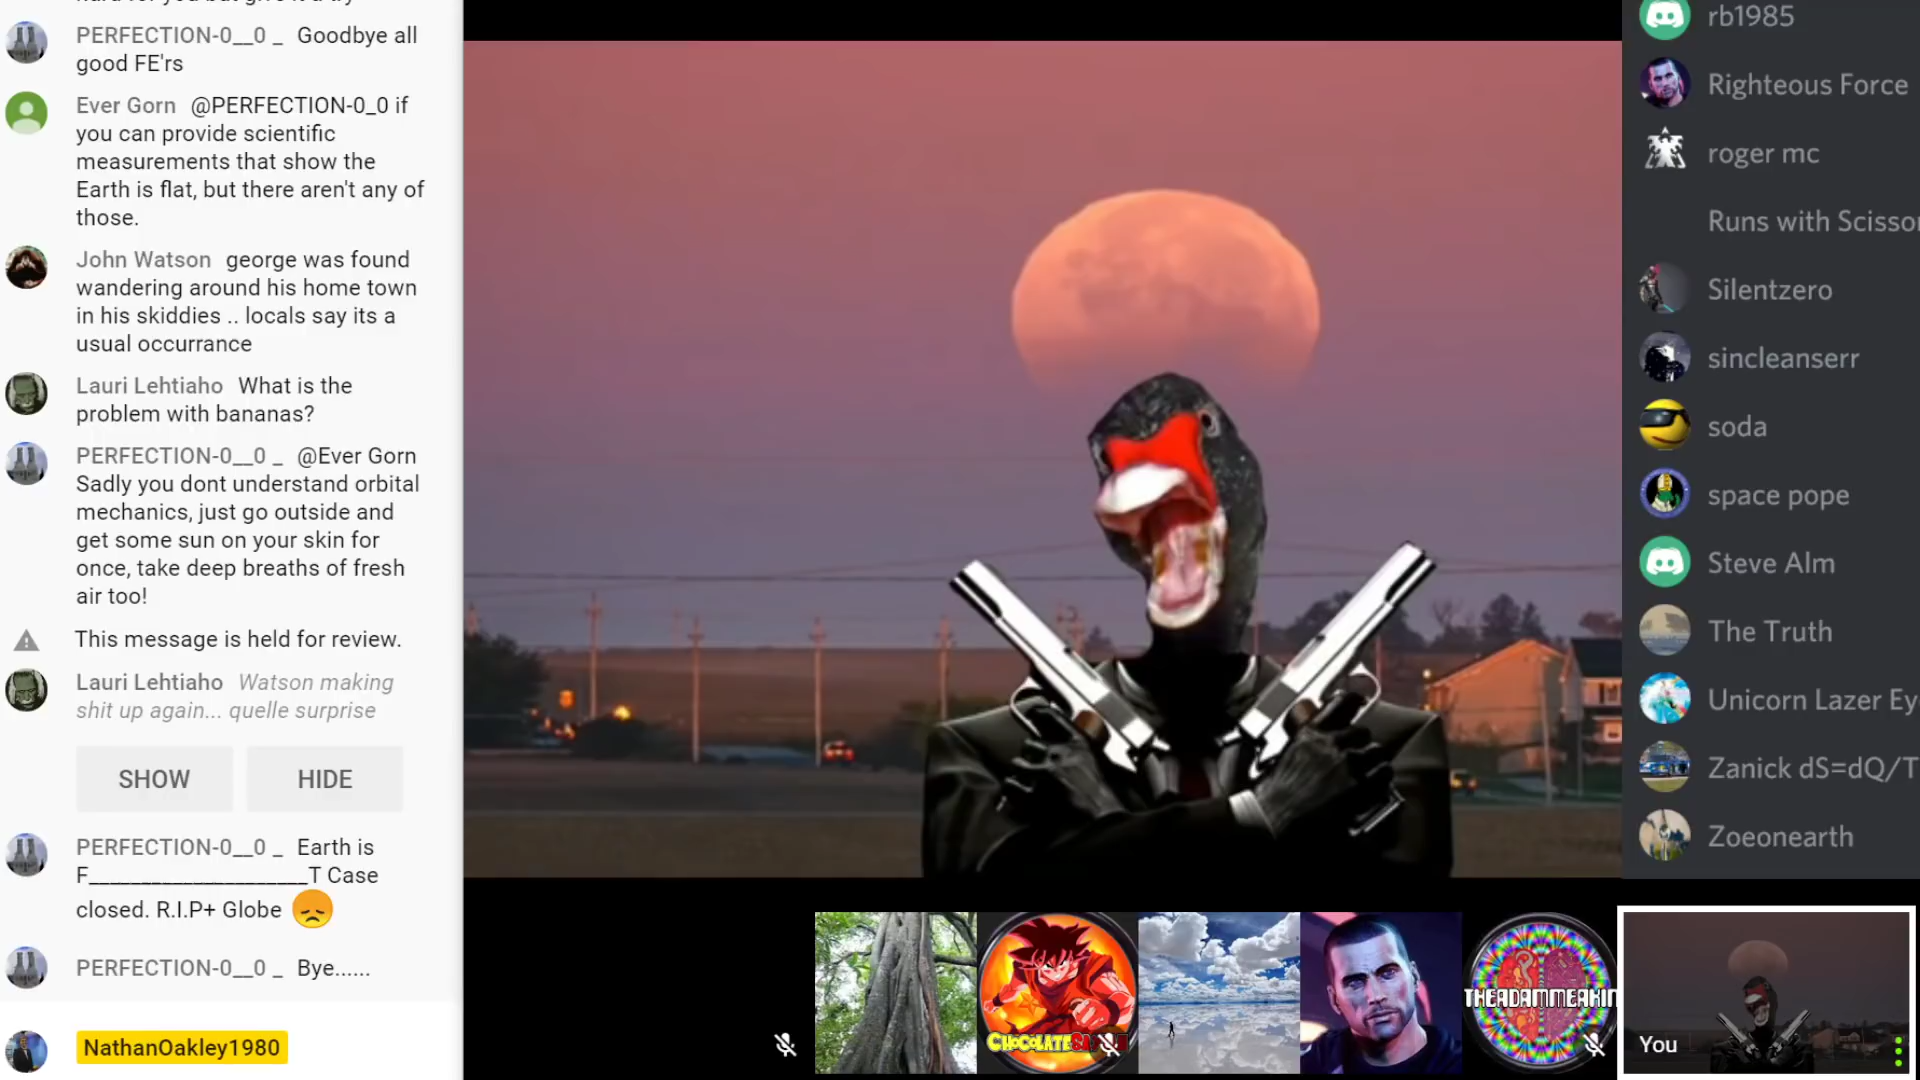 PERFECTION-0__0 _ Goodbye all
good FE'rs
Ever Gorn @PERFECTION-0_0 if
you can provide scientific
measurements that show the
Earth is flat, but there aren't any of
those.
John Watson george was found
wandering around his home town
in his skiddies .. locals say its a
usual occurrance
Lauri Lehtiaho What is the
problem with bananas?
PERFECTION-0__0 _ @Ever Gorn
Sadly you dont understand orbital
mechanics, just go outside and
get some sun on your skin for
once, take deep breaths of fresh
air too!
This message is held for review.
Lauri Lehtiaho Watson making
shit up again... quelle surprise
SHOW HIDE
PERFECTION-0__0 _ Earth is
F____________________T Case
closed. R.I.P+ Globe
PERFECTION-0__0 _ Bye......
NathanOakley1980
rb1985
Righteous Force
roger mc
Runs with Scissor
Silentzero
sincleanserr
soda
space pope
Steve Alm
The Truth
Unicorn Lazer Ey
Zanick dS=dQ/T
Zoeonearth
THEADAMMEAKIN
You